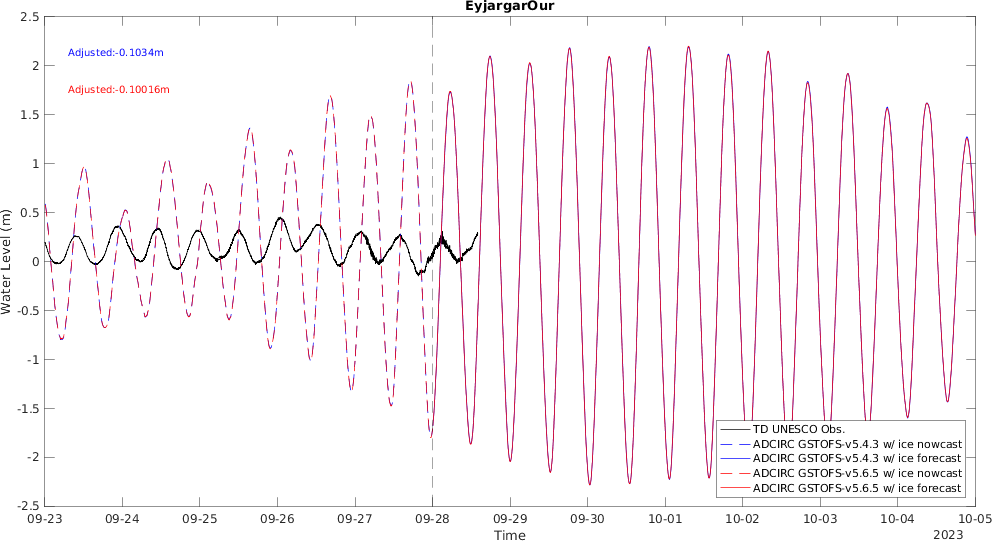 EyjargarOur
Adjusted:-0.1034m
Adjusted:-0.10016m
Water Level (m)
2.5
2
1.5
1
0.5
0
-0.5
-1
-1.5
-2
-2.5
TD UNESCO Obs.
ADCIRC GSTOFS-v5.4.3 w/ ice nowcast
ADCIRC GSTOFS-v5.4.3 w/ ice forecast
ADCIRC GSTOFS-v5.6.5 w/ ice nowcast
ADCIRC GSTOFS-v5.6.5 w/ ice forecast
09-23 09-24 09-25 09-26 09-27 09-28 09-29 09-30 10-01 10-02 10-03 10-04 10-05
Time
2023